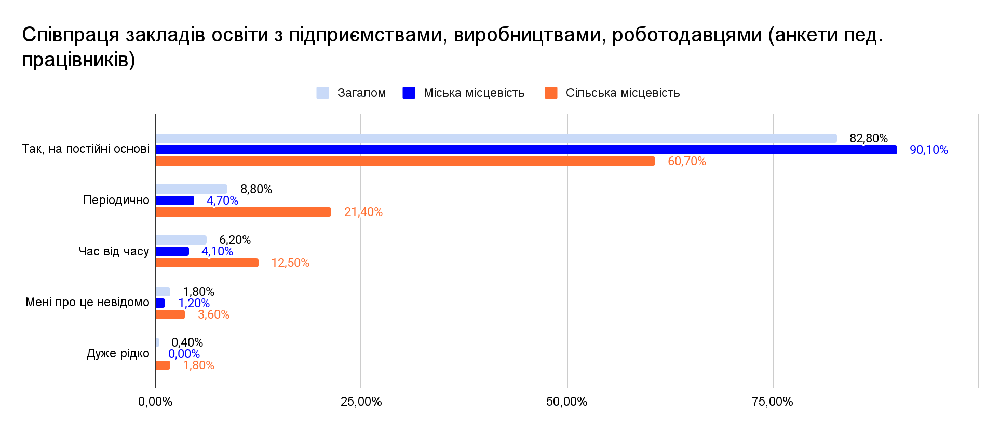 Співпраця закладів освіти з підприємствами, виробництвами, роботодавцями (анкети пед.
працівників)
Загалом Міська місцевість Сільська місцевість
Так, на постійні основі
82,80%
90,10%
60,70%
Періодично
8,80%
4,70%
21,40%
Час від часу
6,20%
4,10%
12,50%
Мені про це невідомо
1,80%
1,20%
3,60%
Дуже рідко
0,40%
0,00%
1,80%
0,00% 25,00% 50,00% 75,00%